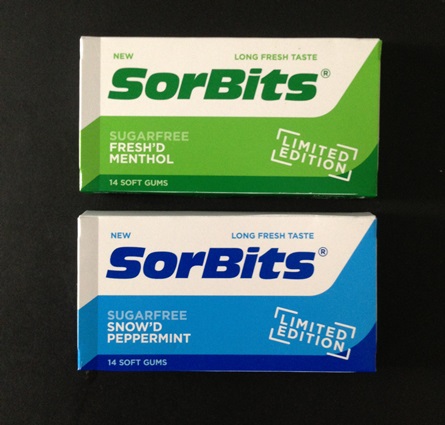 NEW LONG FRESH TASTE
SorBits®
SUGARFREE
FRESH'D
MENTHOL
LIMITED
EDITION
14 SOFT GUMS
NEW LONG FRESH TASTE
SorBits®
SUGARFREE
SNOW'D
PEPPERMINT
LIMITED
EDITION
14 SOFT GUMS